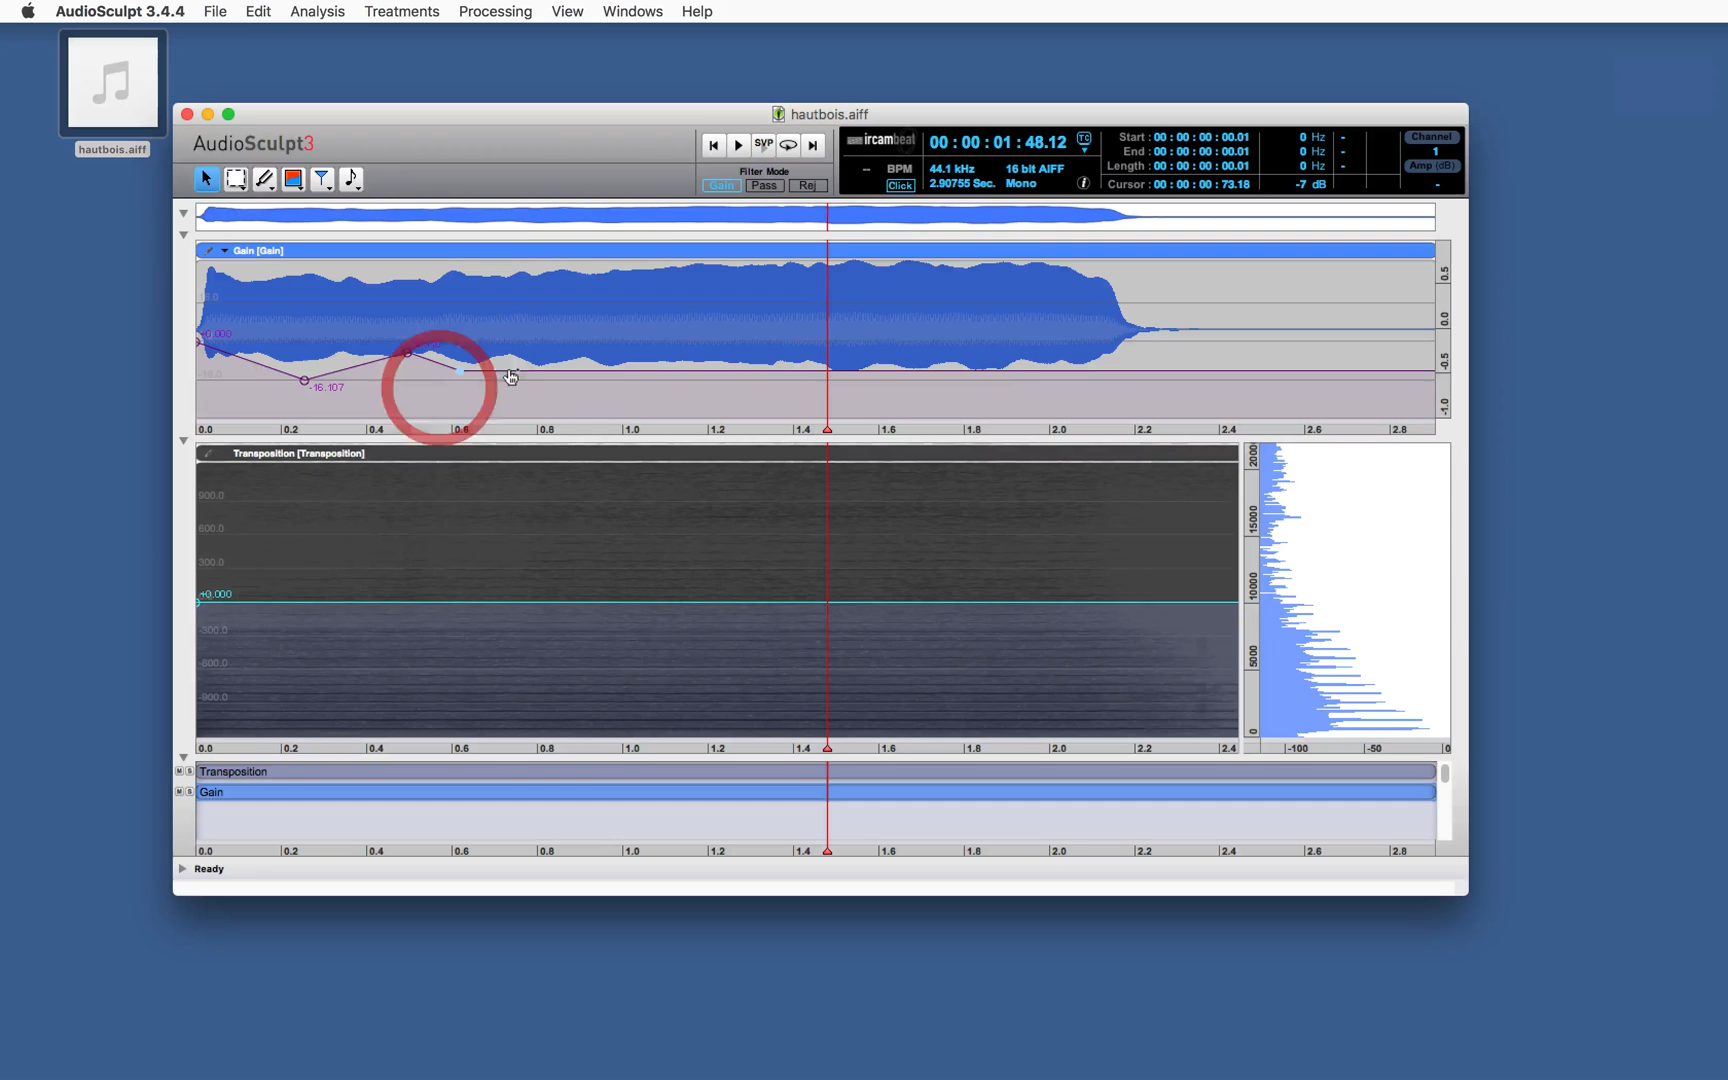 AudioSculpt 3.4.4 File Edit Analysis Treatments Processing View Windows Help
hautbois.aiff
hautbois.aiff
AudioSculpt3
SVP
Filter Mode
Gain Pass Rej
ircambeat
-- BPM
Click
00 : 00 : 01 : 48.12 TC
44.1 kHz 16 bit AIFF
2.90755 Sec. Mono
Start : 00 : 00 : 00 : 00.01 0 Hz -
End : 00 : 00 : 00 : 00.01 0 Hz -
Length : 00 : 00 : 00 : 00.01 0 Hz -
Cursor : 00 : 00 : 00 : 73.18 -7 dB
Channel
1
Amp (dB)
-
Gain [Gain]
+0.000
-16.107
0.5
0.0
-0.5
-1.0
0.0 0.2 0.4 0.6 0.8 1.0 1.2 1.4 1.6 1.8 2.0 2.2 2.4 2.6 2.8
Transposition [Transposition]
900.0
600.0
300.0
+0.000
-300.0
-600.0
-900.0
15000
10000
5000
0
0.0 0.2 0.4 0.6 0.8 1.0 1.2 1.4 1.6 1.8 2.0 2.2 2.4
-100 -50 0
M S Transposition
M S Gain
0.0 0.2 0.4 0.6 0.8 1.0 1.2 1.4 1.6 1.8 2.0 2.2 2.4 2.6 2.8
Ready